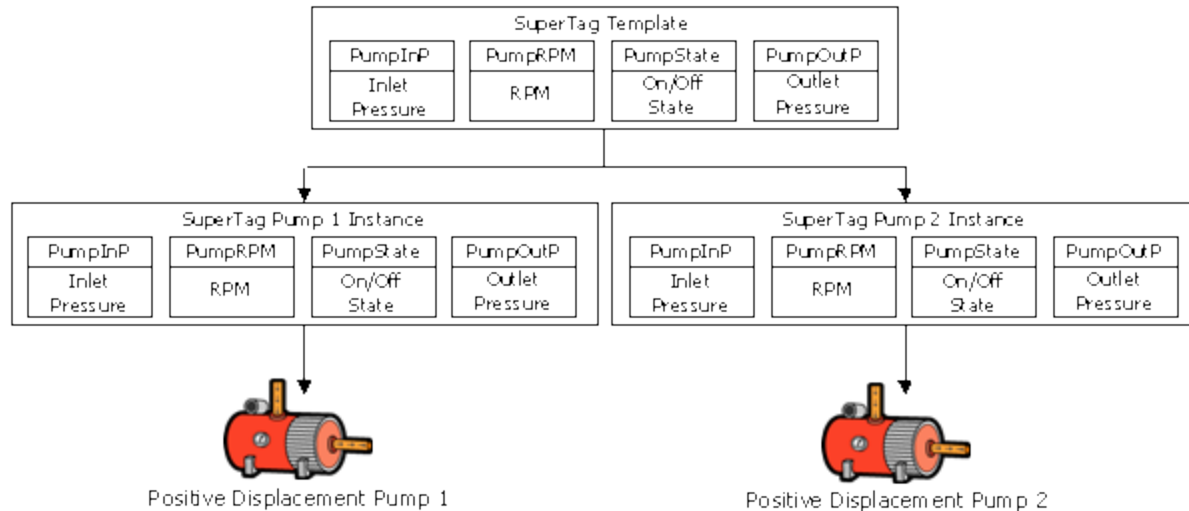 SuperTag Template
PumpInP PumpRPM PumpState PumpOutP
Inlet Pressure RPM On/Off State Outlet Pressure
SuperTag Pump 1 Instance
PumpInP PumpRPM PumpState PumpOutP
Inlet Pressure RPM On/Off State Outlet Pressure
SuperTag Pump 2 Instance
PumpInP PumpRPM PumpState PumpOutP
Inlet Pressure RPM On/Off State Outlet Pressure
Positive Displacement Pump 1
Positive Displacement Pump 2